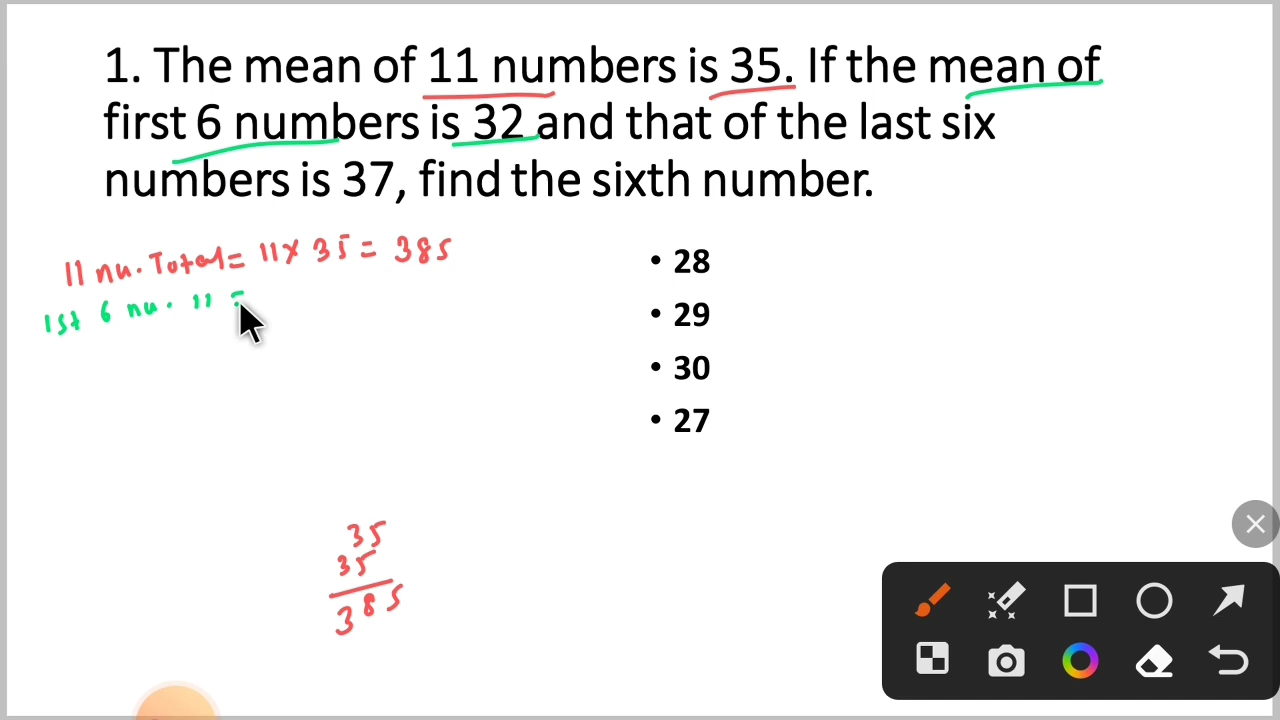 1. The mean of 11 numbers is 35. If the mean of
first 6 numbers is 32 and that of the last six
numbers is 37, find the sixth number.
11 nu. Total = 11 x 35 = 385
1st 6 nu. 11 =
• 28
• 29
• 30
• 27
35
35
385